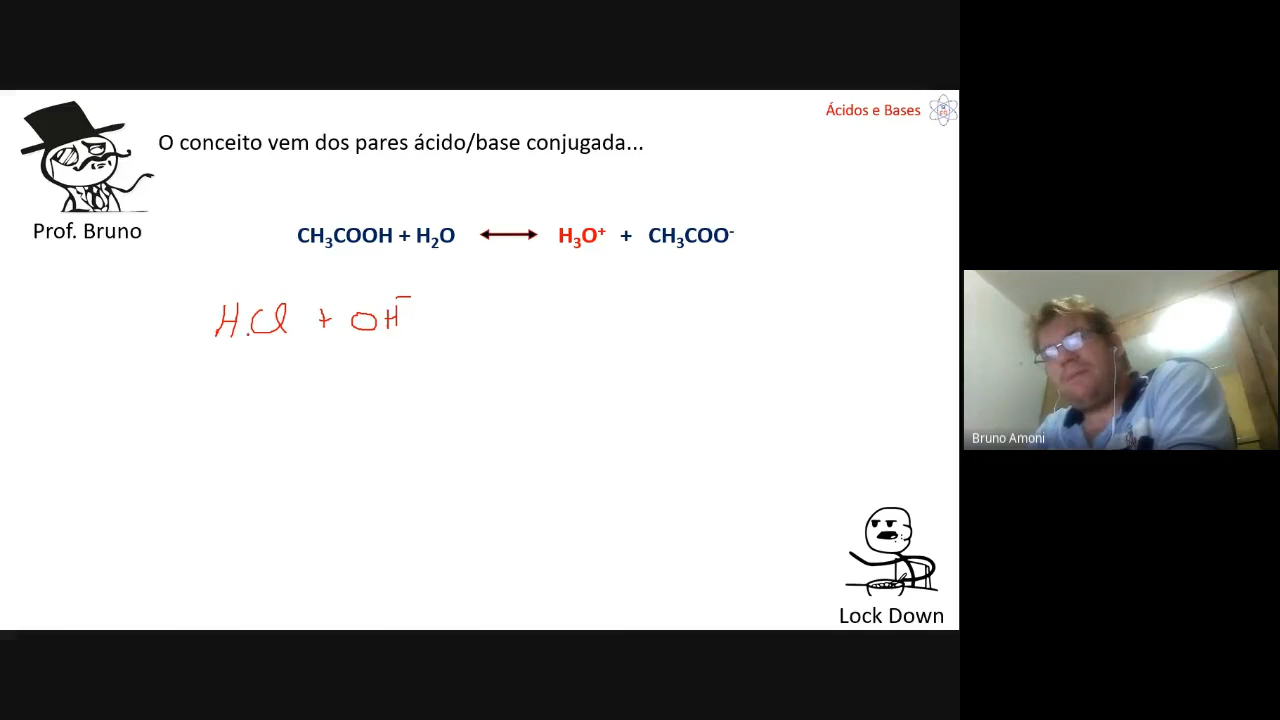 Ácidos e Bases
O conceito vem dos pares ácido/base conjugada...
Prof. Bruno
CH₃COOH + H₂O ⟷ H₃O⁺ + CH₃COO⁻
HCl + OH⁻
Bruno Amoni
Lock Down